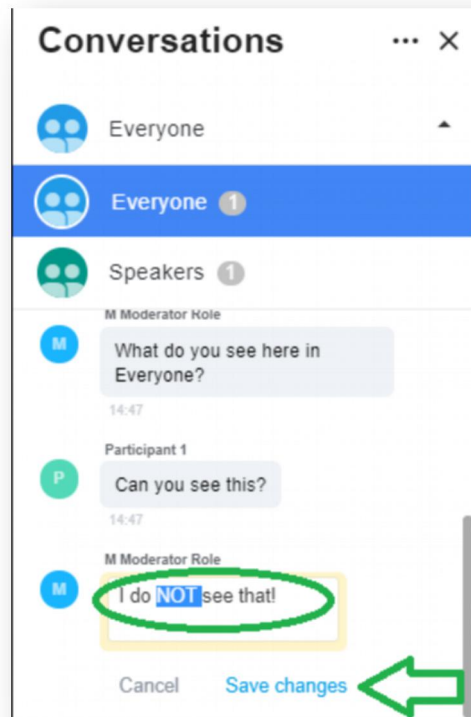 Conversations ... ×
Everyone
Everyone 1
Speakers 1
M Moderator Role
M
What do you see here in
Everyone?
14:47
Participant 1
P
Can you see this?
14:47
M Moderator Role
M
I do NOT see that!
Cancel Save changes